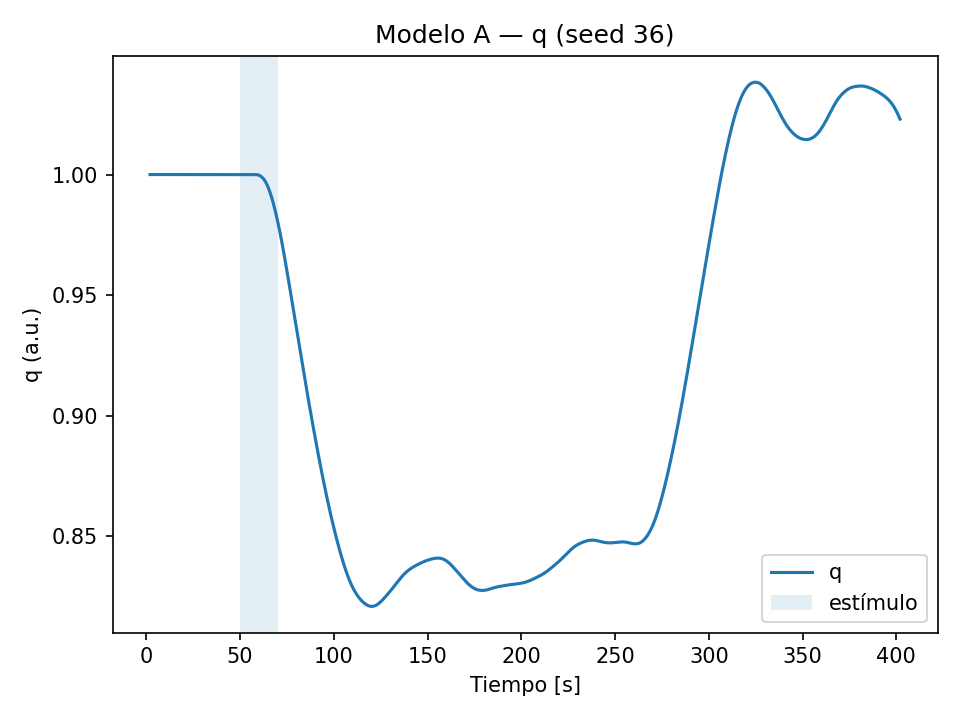 Modelo A — q (seed 36)
1.00
0.95
0.90
0.85
q (a.u.)
q
estímulo
0 50 100 150 200 250 300 350 400
Tiempo [s]